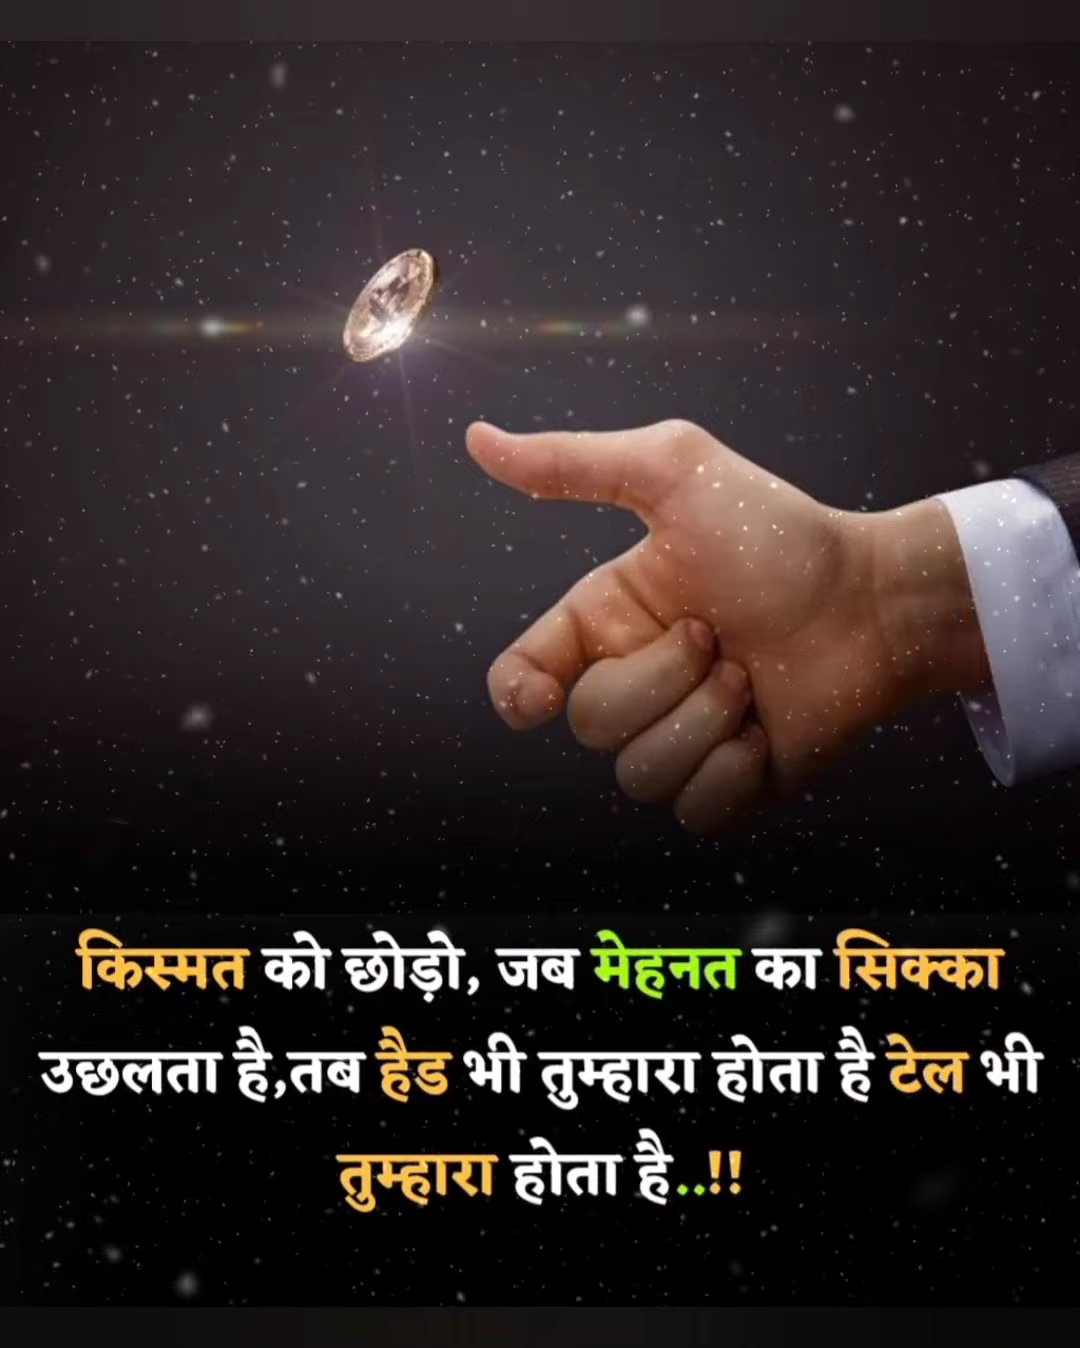 किस्मत को छोड़ो, जब मेहनत का सिक्का
उछलता है,तब हैड भी तुम्हारा होता है टेल भी
तुम्हारा होता है..!!